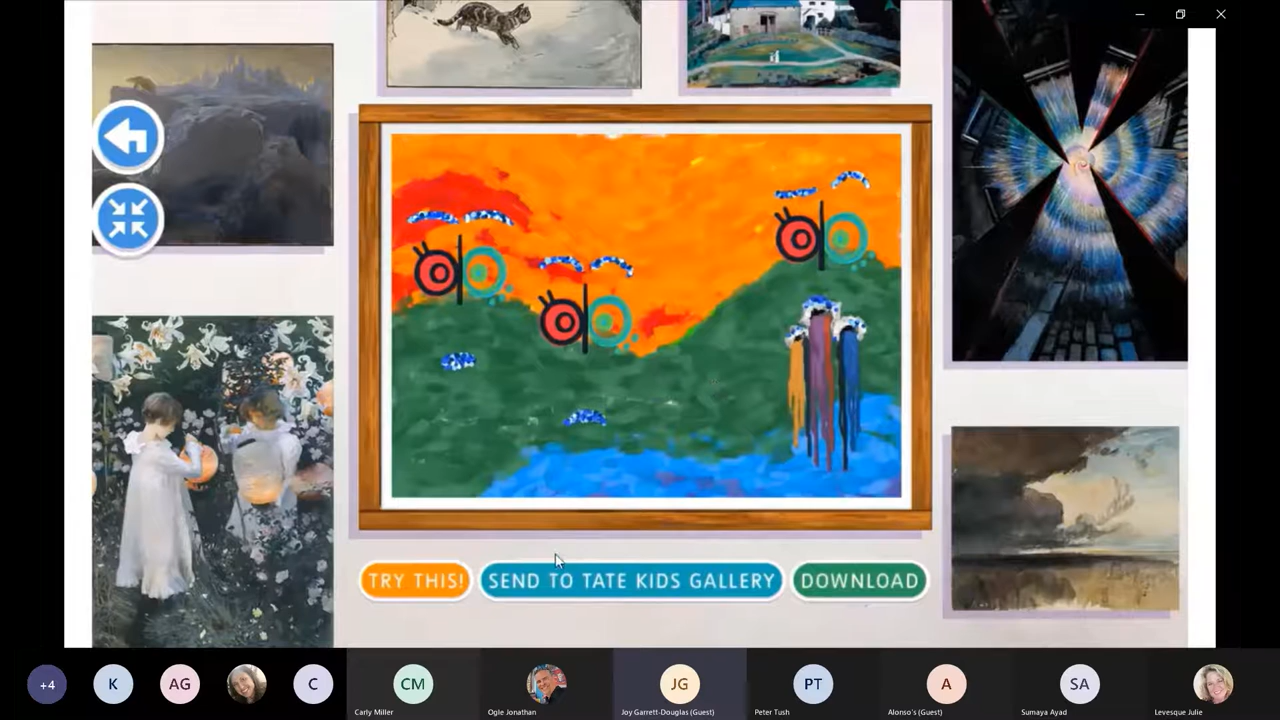 TRY THIS!
SEND TO TATE KIDS GALLERY
DOWNLOAD
+4
K
AG
C
CM
JG
PT
A
SA
Carly Miller
Ogle Jonathan
Joy Garrett-Douglas (Guest)
Peter Tush
Alonso's (Guest)
Sumaya Ayad
Levesque Julie